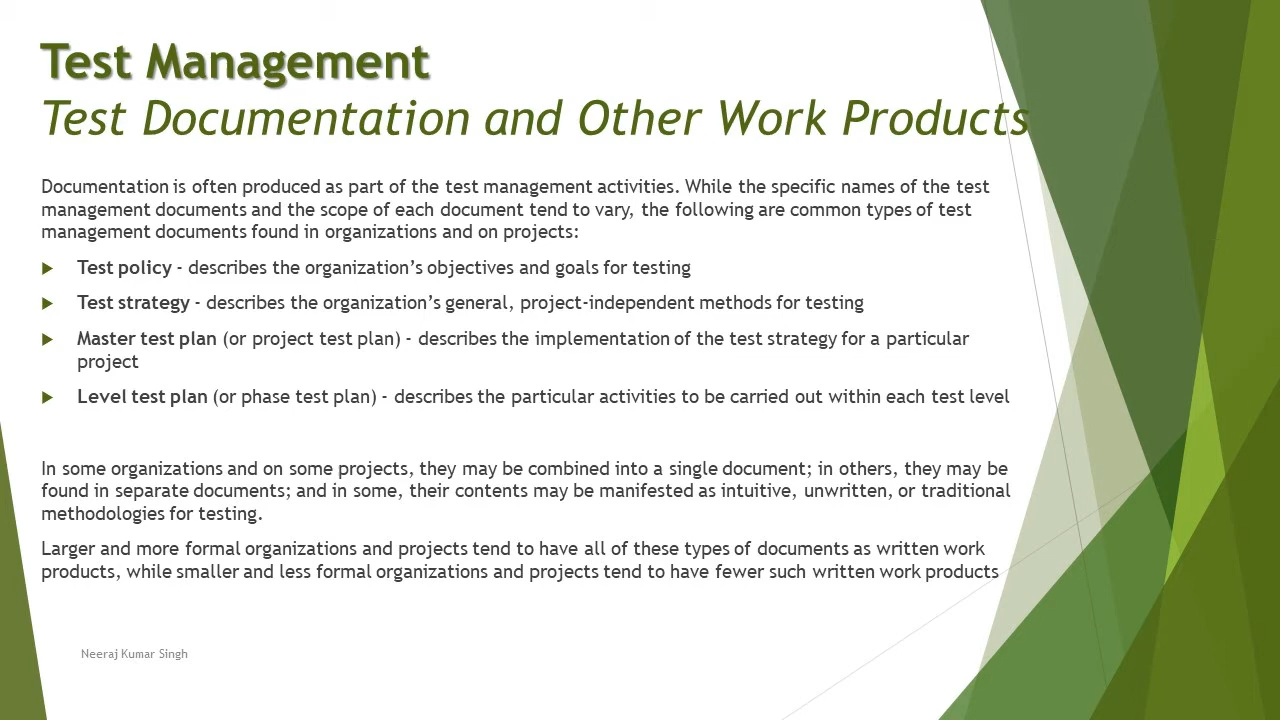 Test Management
Test Documentation and Other Work Products
Documentation is often produced as part of the test management activities. While the specific names of the test
management documents and the scope of each document tend to vary, the following are common types of test
management documents found in organizations and on projects:
Test policy - describes the organization’s objectives and goals for testing
Test strategy - describes the organization’s general, project-independent methods for testing
Master test plan (or project test plan) - describes the implementation of the test strategy for a particular
project
Level test plan (or phase test plan) - describes the particular activities to be carried out within each test level
In some organizations and on some projects, they may be combined into a single document; in others, they may be
found in separate documents; and in some, their contents may be manifested as intuitive, unwritten, or traditional
methodologies for testing.
Larger and more formal organizations and projects tend to have all of these types of documents as written work
products, while smaller and less formal organizations and projects tend to have fewer such written work products
Neeraj Kumar Singh